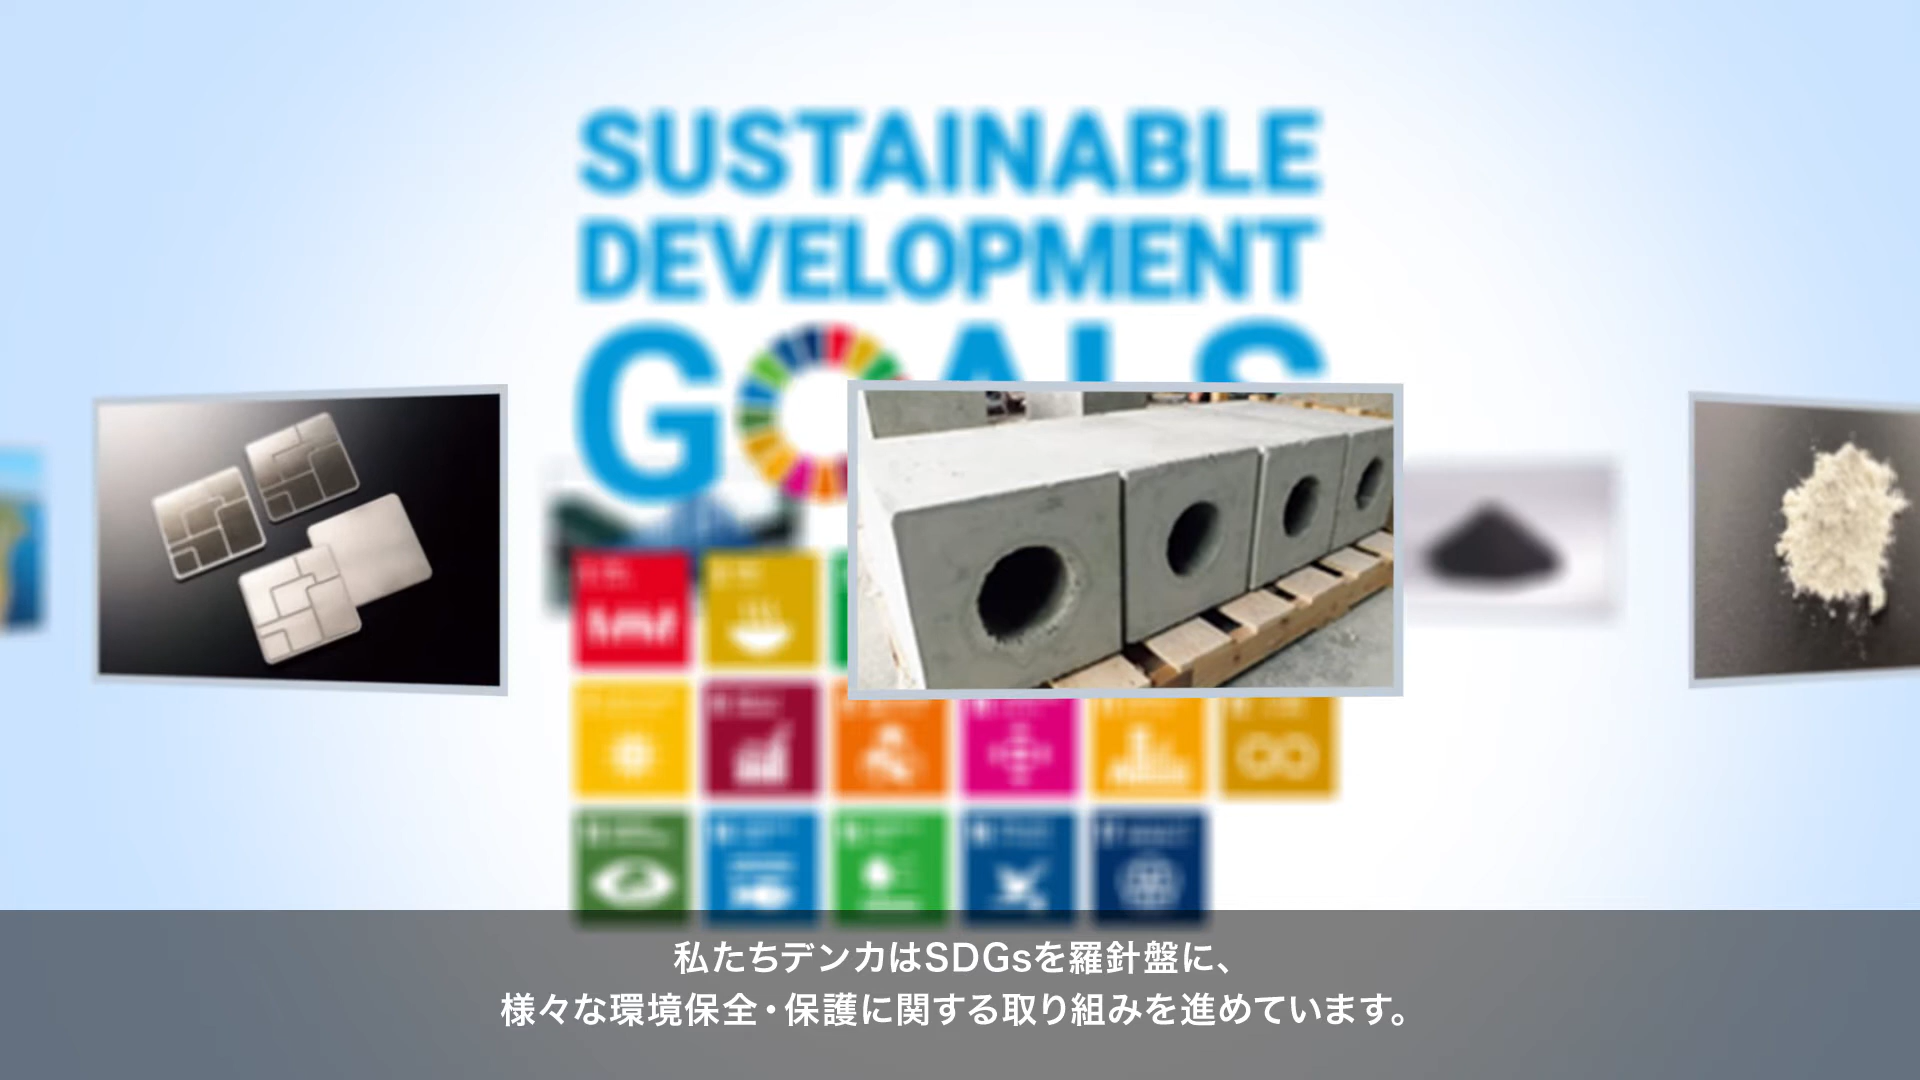 SUSTAINABLE
DEVELOPMENT
GOALS
私たちデンカはSDGsを羅針盤に、
様々な環境保全・保護に関する取り組みを進めています。